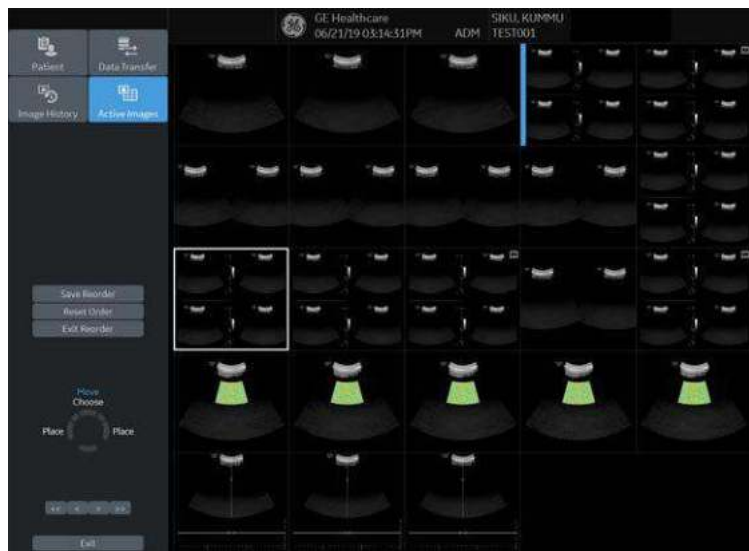 GE Healthcare
06/21/19 03:14:31PM
ADM
SIKU, KUMMU
TEST001
Patient
Data Transfer
Image History
Active Images
Save Reorder
Reset Order
Exit Reorder
Move
Choose
Place
Place
<< < > >>
Exit